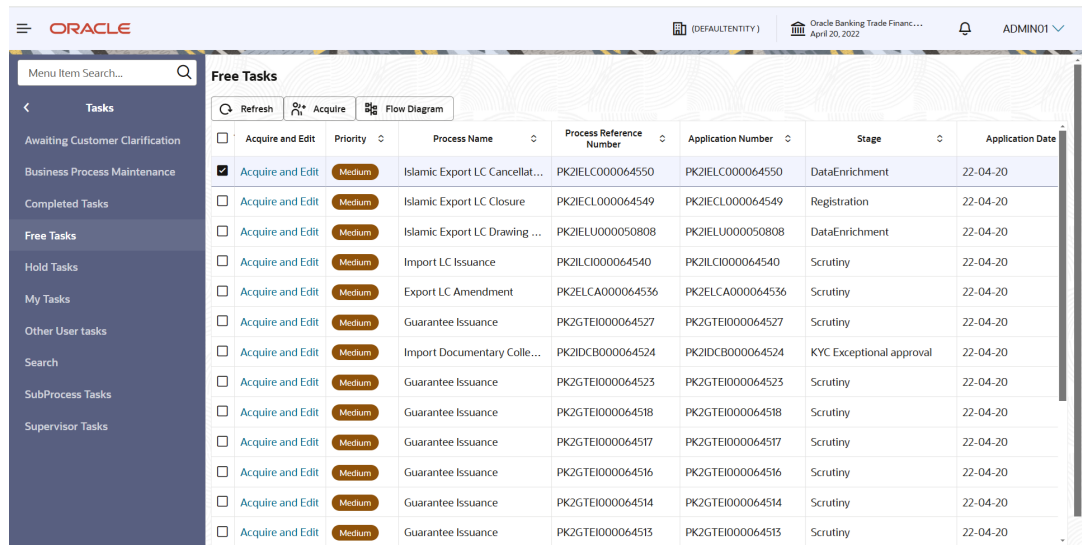 ORACLE
(DEFAULTENTITY)
Oracle Banking Trade Financ...
April 20, 2022
ADMIN01
Menu Item Search...
Tasks
Awaiting Customer Clarification
Business Process Maintenance
Completed Tasks
Free Tasks
Hold Tasks
My Tasks
Other User tasks
Search
SubProcess Tasks
Supervisor Tasks
Free Tasks
Refresh Acquire Flow Diagram
Acquire and Edit Priority Process Name Process Reference Number Application Number Stage Application Date
Acquire and Edit Medium Islamic Export LC Cancellat... PK2IELC000064550 PK2IELC000064550 DataEnrichment 22-04-20
Acquire and Edit Medium Islamic Export LC Closure PK2IECL000064549 PK2IECL000064549 Registration 22-04-20
Acquire and Edit Medium Islamic Export LC Drawing ... PK2IELU000050808 PK2IELU000050808 DataEnrichment 22-04-20
Acquire and Edit Medium Import LC Issuance PK2ILCI000064540 PK2ILCI000064540 Scrutiny 22-04-20
Acquire and Edit Medium Export LC Amendment PK2ELCA000064536 PK2ELCA000064536 Scrutiny 22-04-20
Acquire and Edit Medium Guarantee Issuance PK2GTEI000064527 PK2GTEI000064527 Scrutiny 22-04-20
Acquire and Edit Medium Import Documentary Colle... PK2IDCB000064524 PK2IDCB000064524 KYC Exceptional approval 22-04-20
Acquire and Edit Medium Guarantee Issuance PK2GTEI000064523 PK2GTEI000064523 Scrutiny 22-04-20
Acquire and Edit Medium Guarantee Issuance PK2GTEI000064518 PK2GTEI000064518 Scrutiny 22-04-20
Acquire and Edit Medium Guarantee Issuance PK2GTEI000064517 PK2GTEI000064517 Scrutiny 22-04-20
Acquire and Edit Medium Guarantee Issuance PK2GTEI000064516 PK2GTEI000064516 Scrutiny 22-04-20
Acquire and Edit Medium Guarantee Issuance PK2GTEI000064514 PK2GTEI000064514 Scrutiny 22-04-20
Acquire and Edit Medium Guarantee Issuance PK2GTEI000064513 PK2GTEI000064513 Scrutiny 22-04-20